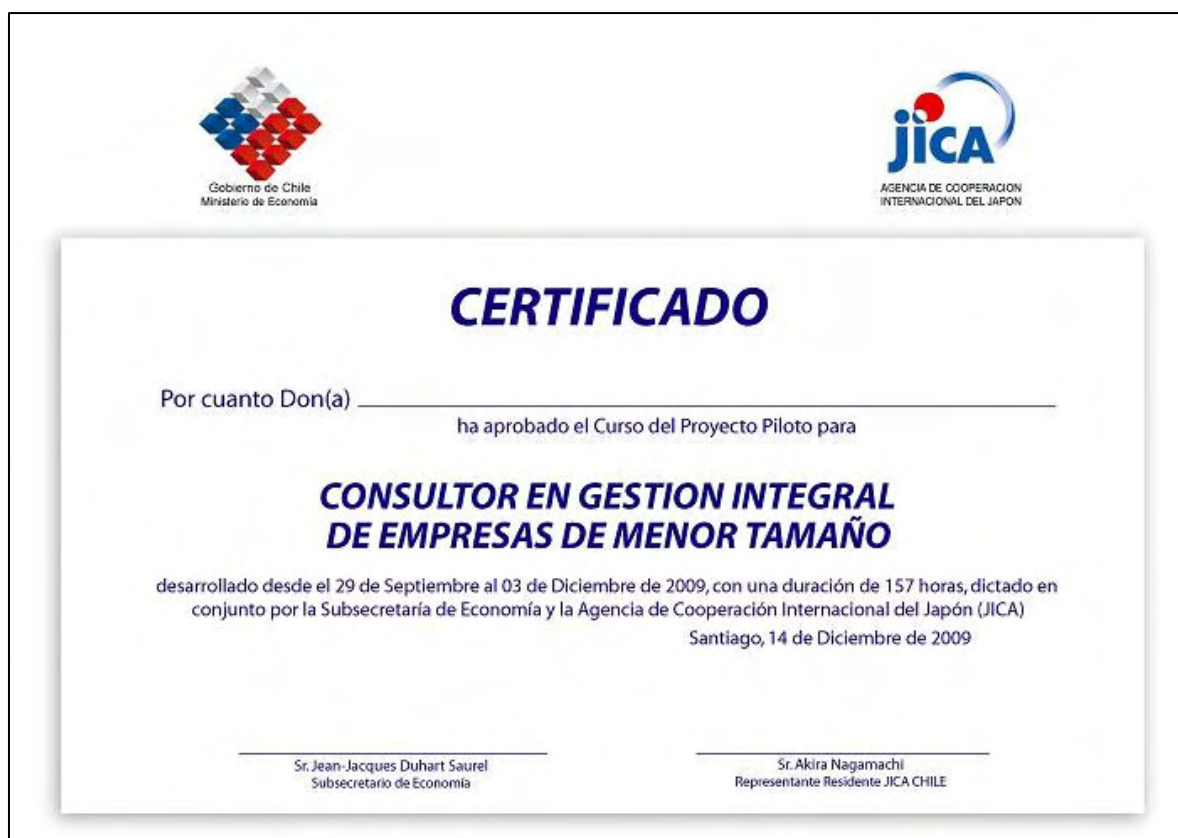 Gobierno de Chile
Ministerio de Economía
jICA
AGENCIA DE COOPERACION
INTERNACIONAL DEL JAPON
CERTIFICADO
Por cuanto Don(a)
ha aprobado el Curso del Proyecto Piloto para
CONSULTOR EN GESTION INTEGRAL
DE EMPRESAS DE MENOR TAMAÑO
desarrollado desde el 29 de Septiembre al 03 de Diciembre de 2009, con una duración de 157 horas, dictado en
conjunto por la Subsecretaría de Economía y la Agencia de Cooperación Internacional del Japón (JICA)
Santiago, 14 de Diciembre de 2009
Sr. Jean-Jacques Duhart Saurel
Subsecretario de Economía
Sr. Akira Nagamachi
Representante Residente JICA CHILE